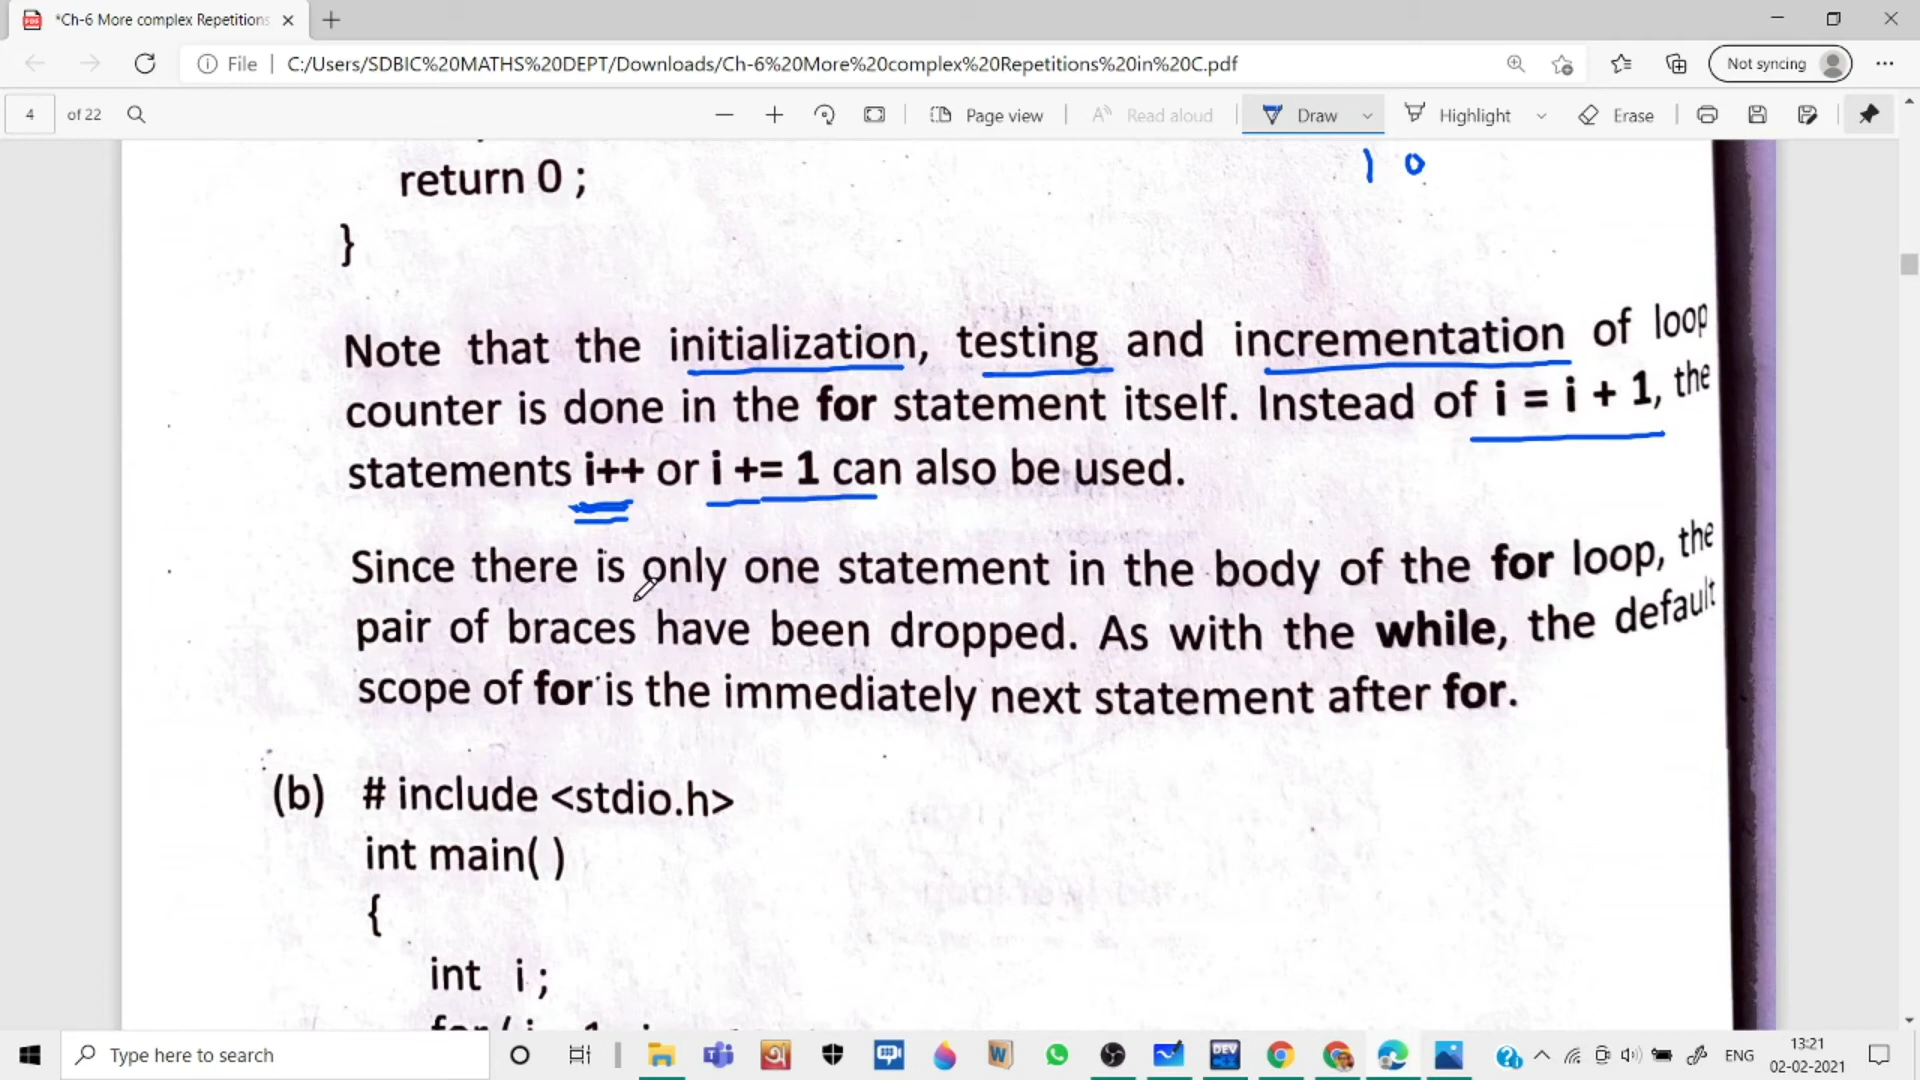 *Ch-6 More complex Repetitions
File
C:/Users/SDBIC%20MATHS%20DEPT/Downloads/Ch-6%20More%20complex%20Repetitions%20in%20C.pdf
Not syncing
4 of 22
Page view
Read aloud
Draw
Highlight
Erase
return 0 ;
1 0
}
Note that the initialization, testing and incrementation of loop
counter is done in the for statement itself. Instead of i = i + 1, the
statements i++ or i += 1 can also be used.
Since there is only one statement in the body of the for loop, the
pair of braces have been dropped. As with the while, the default
scope of for is the immediately next statement after for.
(b) # include <stdio.h>
int main( )
{
int i ;
Type here to search
DEV
ENG
13:21
02-02-2021